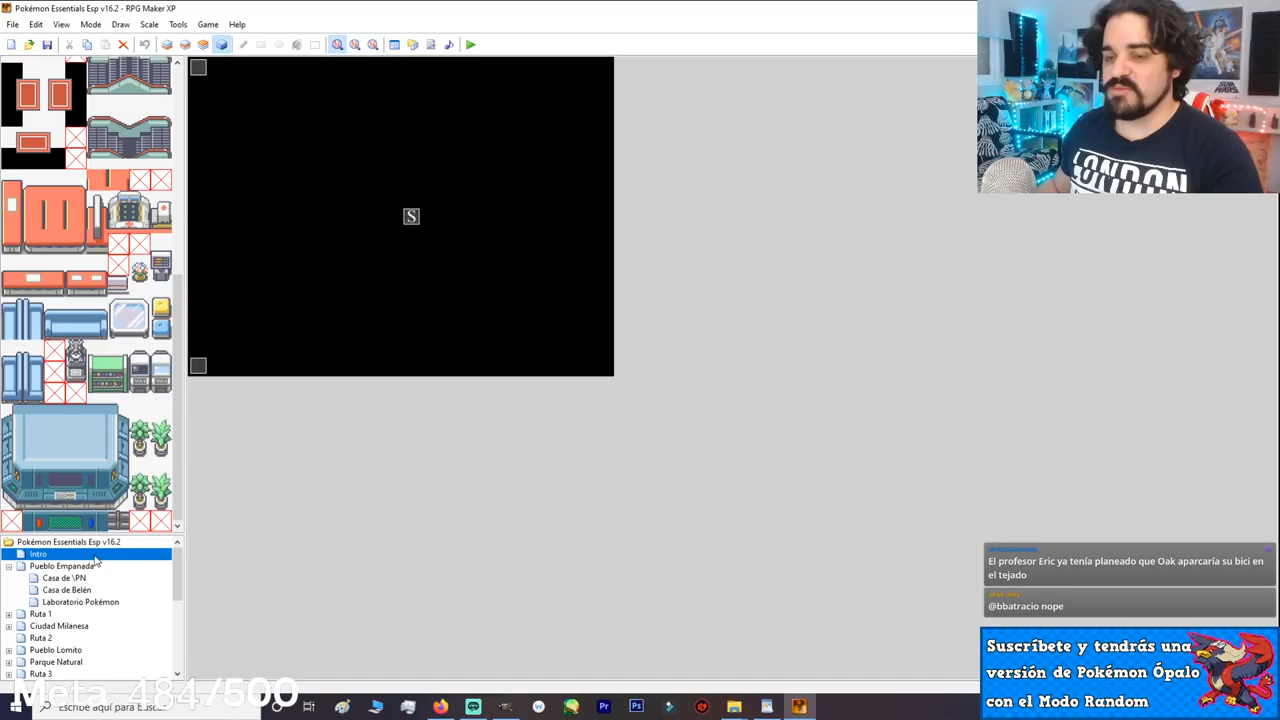 Pokémon Essentials Esp v16.2 - RPG Maker XP
File Edit View Mode Draw Scale Tools Game Help
S
STAR WARS
LONDON
Pokémon Essentials Esp v16.2
Intro
Pueblo Empanada
Casa de \PN
Casa de Belén
Laboratorio Pokémon
Ruta 1
Ciudad Milanesa
Ruta 2
Pueblo Lomito
Parque Natural
Ruta 3
El profesor Eric ya tenía planeado que Oak aparcaría su bici en
el tejado
@bbatracio nope
Suscríbete y tendrás una
versión de Pokémon Ópalo
con el Modo Random
Meta 484/500
Escribe aquí para buscar